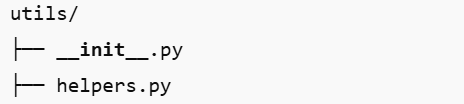 utils/
├── __init__.py
├── helpers.py